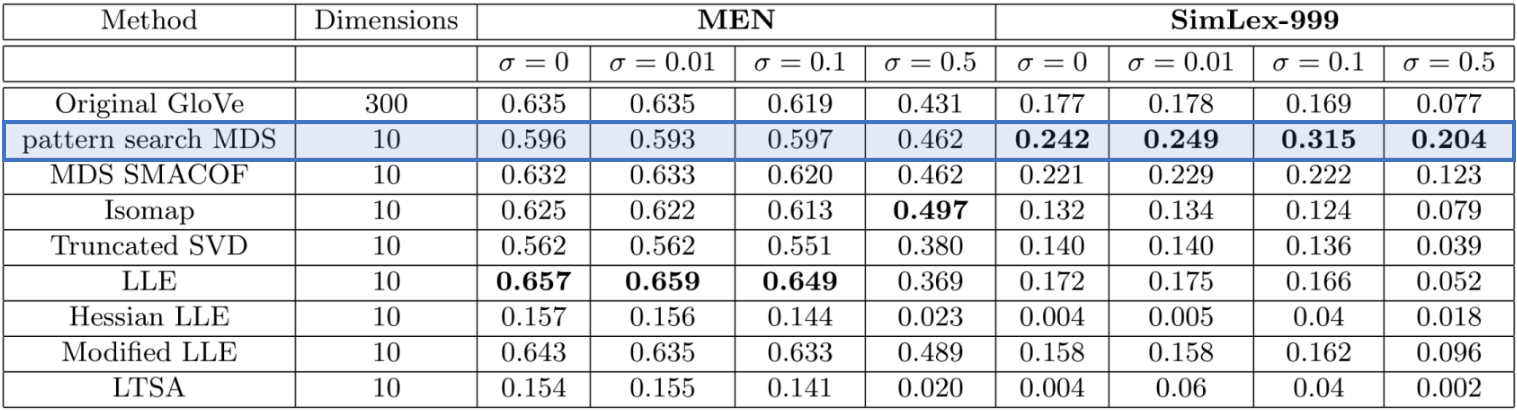 Method Dimensions MEN SimLex-999
σ = 0 σ = 0.01 σ = 0.1 σ = 0.5 σ = 0 σ = 0.01 σ = 0.1 σ = 0.5
Original GloVe 300 0.635 0.635 0.619 0.431 0.177 0.178 0.169 0.077
pattern search MDS 10 0.596 0.593 0.597 0.462 0.242 0.249 0.315 0.204
MDS SMACOF 10 0.632 0.633 0.620 0.462 0.221 0.229 0.222 0.123
Isomap 10 0.625 0.622 0.613 0.497 0.132 0.134 0.124 0.079
Truncated SVD 10 0.562 0.562 0.551 0.380 0.140 0.140 0.136 0.039
LLE 10 0.657 0.659 0.649 0.369 0.172 0.175 0.166 0.052
Hessian LLE 10 0.157 0.156 0.144 0.023 0.004 0.005 0.04 0.018
Modified LLE 10 0.643 0.635 0.633 0.489 0.158 0.158 0.162 0.096
LTSA 10 0.154 0.155 0.141 0.020 0.004 0.06 0.04 0.002